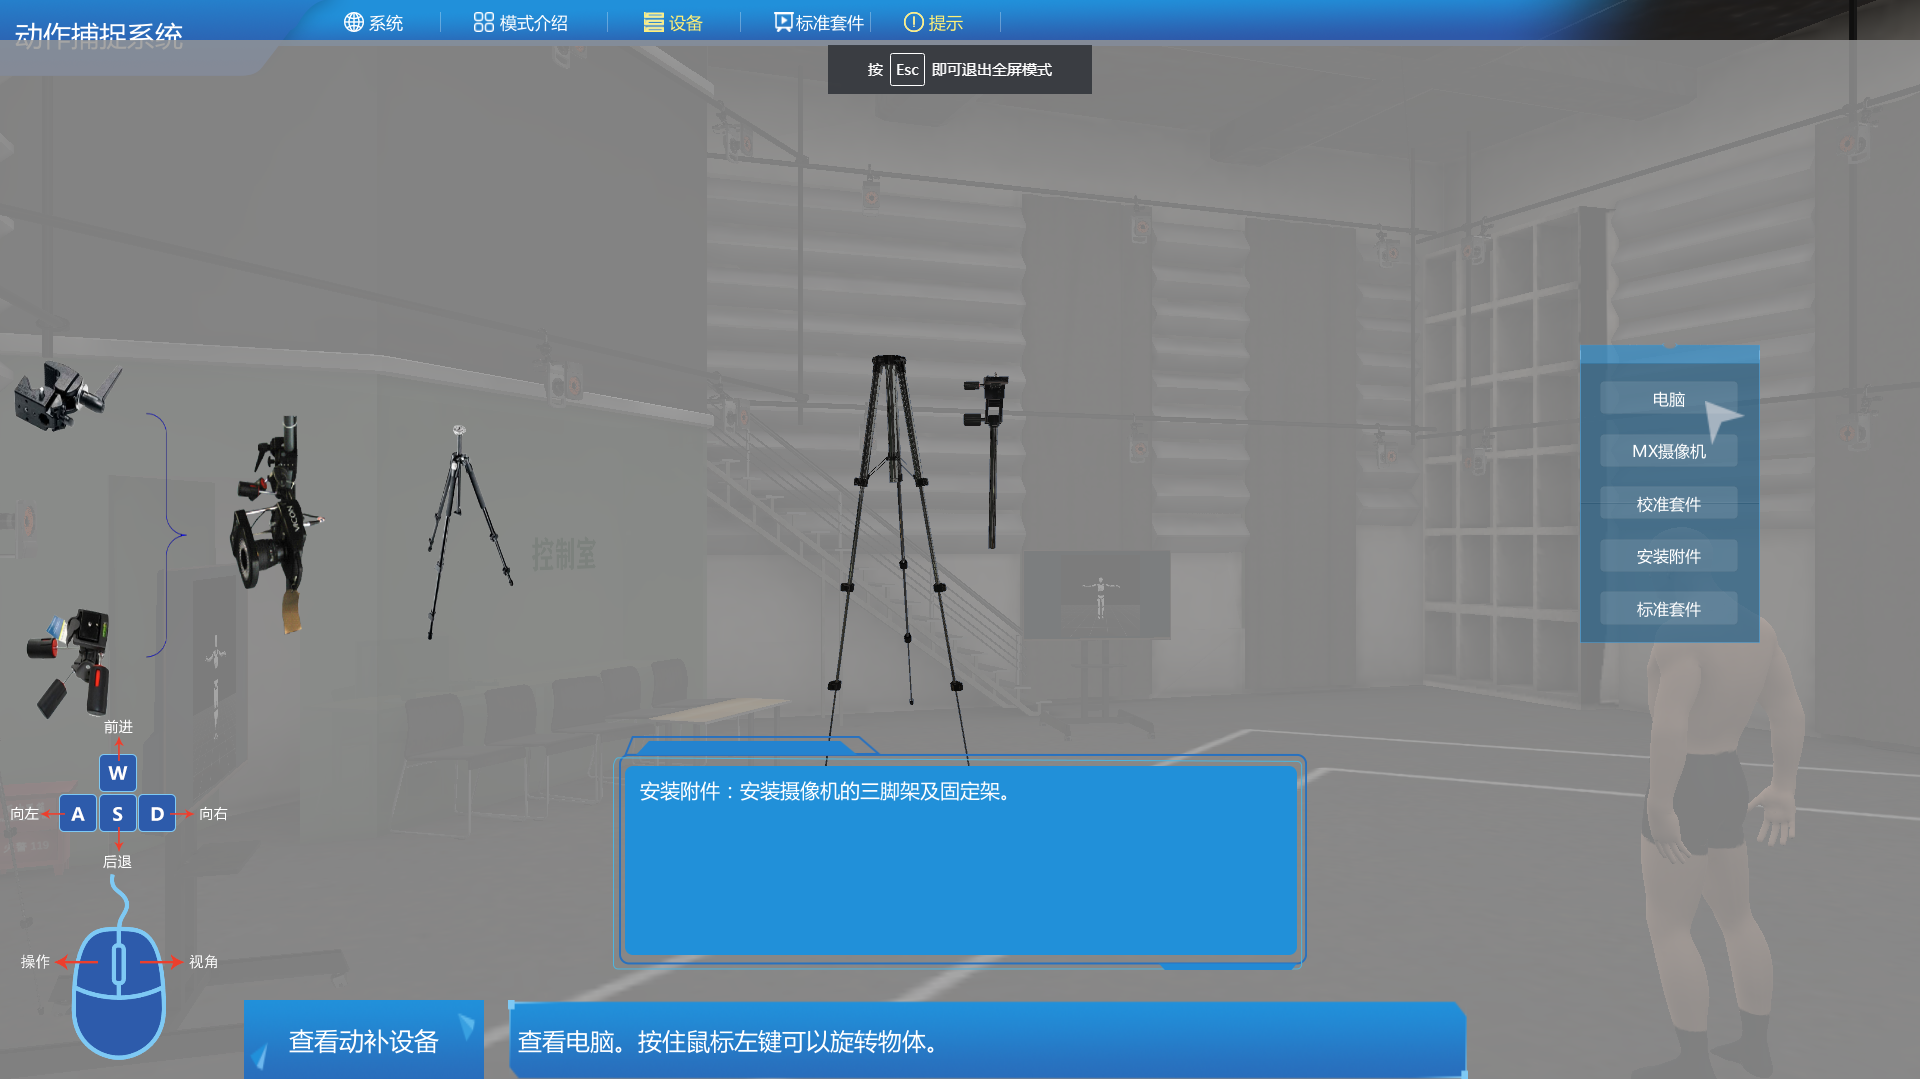 动作捕捉系统
系统
模式介绍
设备
标准套件
提示
按 Esc 即可退出全屏模式
电脑
MX摄像机
校准套件
安装附件
标准套件
控制室
VICON
前进
W
向左 A S D 向右
后退
操作 视角
安装附件：安装摄像机的三脚架及固定架。
查看动补设备
查看电脑。按住鼠标左键可以旋转物体。